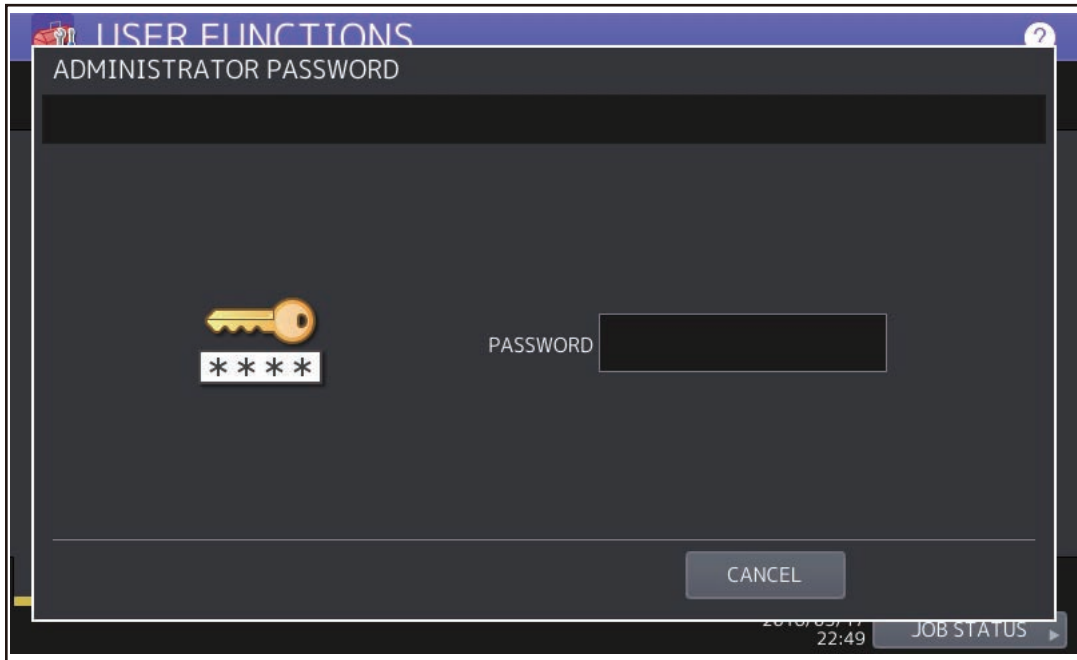 USER FUNCTIONS
?
ADMINISTRATOR PASSWORD
PASSWORD
* * * *
CANCEL
22:49
JOB STATUS